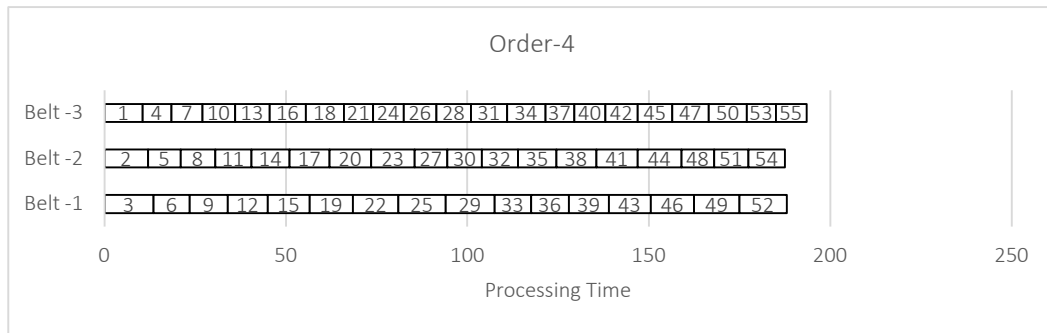 Order-4
Belt -3 1 4 7 10 13 16 18 21 24 26 28 31 34 37 40 42 45 47 50 53 55
Belt -2 2 5 8 11 14 17 20 23 27 30 32 35 38 41 44 48 51 54
Belt -1 3 6 9 12 15 19 22 25 29 33 36 39 43 46 49 52
0 50 100 150 200 250
Processing Time